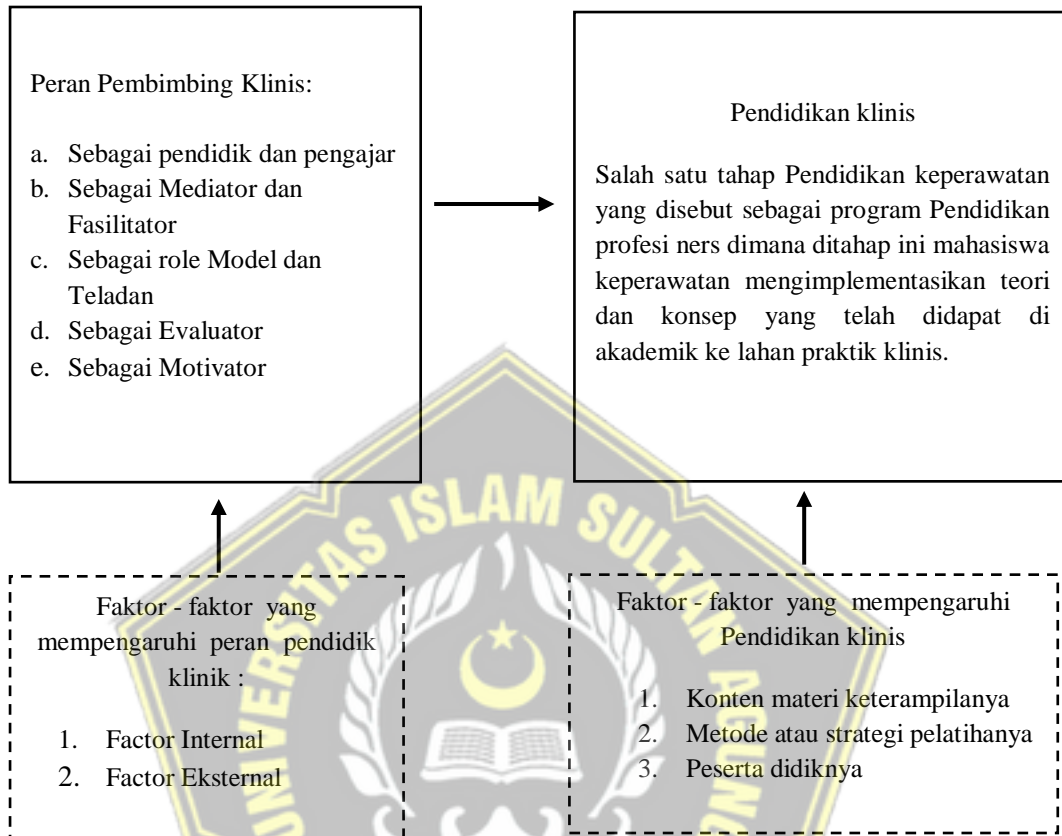 Peran Pembimbing Klinis:
a. Sebagai pendidik dan pengajar
b. Sebagai Mediator dan
Fasilitator
c. Sebagai role Model dan
Teladan
d. Sebagai Evaluator
e. Sebagai Motivator
Pendidikan klinis
Salah satu tahap Pendidikan keperawatan
yang disebut sebagai program Pendidikan
profesi ners dimana ditahap ini mahasiswa
keperawatan mengimplementasikan teori
dan konsep yang telah didapat di
akademik ke lahan praktik klinis.
Faktor - faktor yang
mempengaruhi peran pendidik
klinik :
1. Factor Internal
2. Factor Eksternal
Faktor - faktor yang mempengaruhi
Pendidikan klinis
1. Konten materi keterampilanya
2. Metode atau strategi pelatihanya
3. Peserta didiknya
UNIVERSITAS ISLAM SULTAN AGUNG